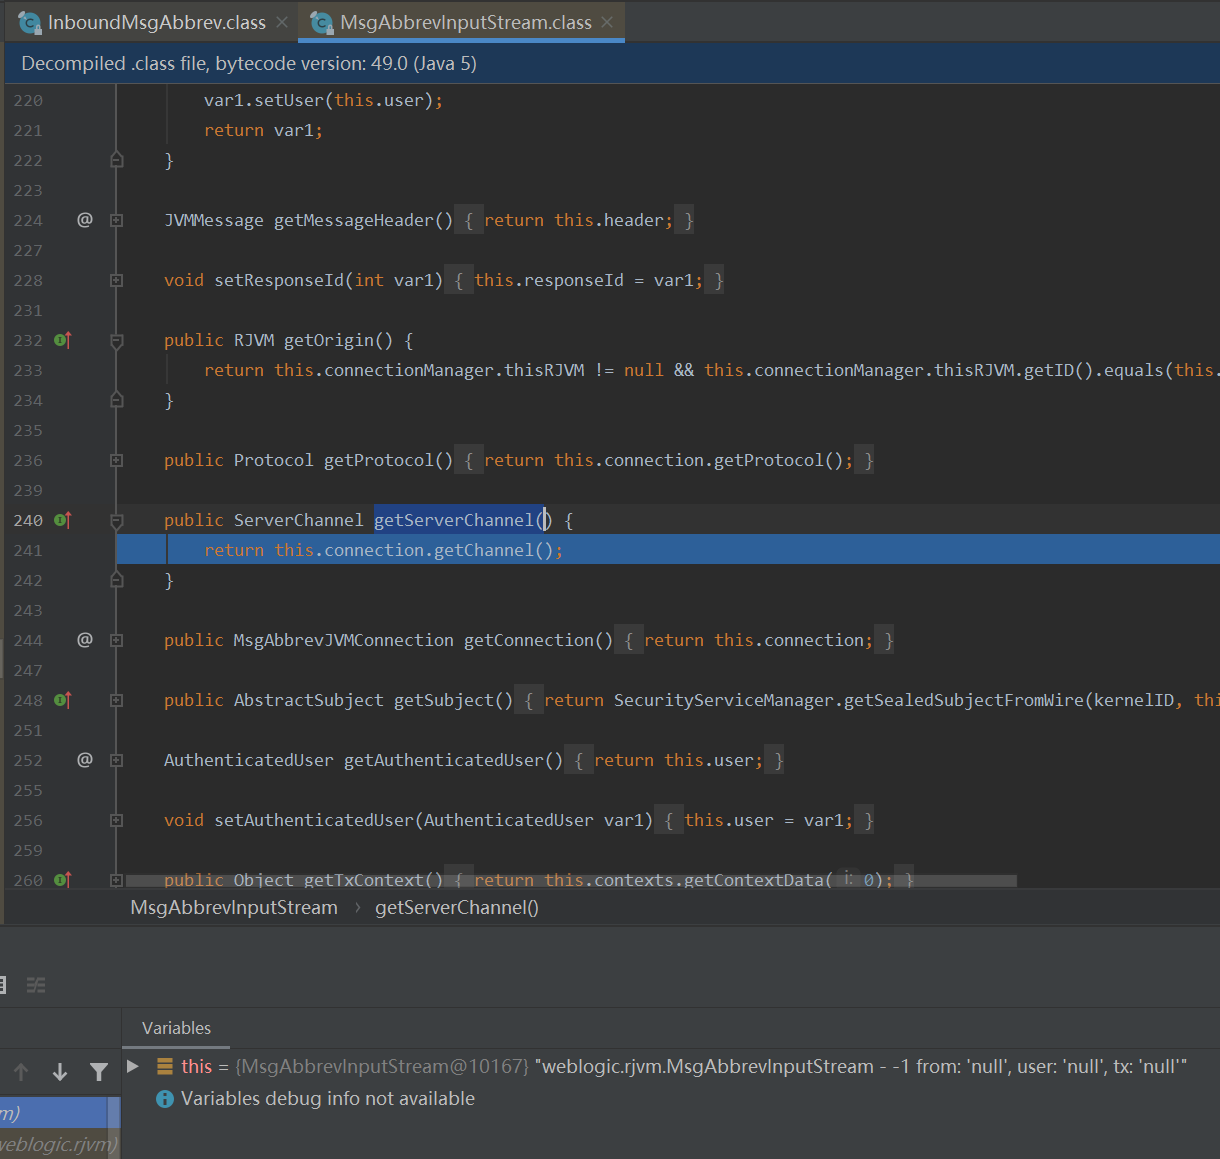 InboundMsgAbbrev.class MsgAbbrevInputStream.class
Decompiled .class file, bytecode version: 49.0 (Java 5)
220 var1.setUser(this.user);
221 return var1;
222 }
223
224 @ JVMMessage getMessageHeader() { return this.header; }
227
228 void setResponseId(int var1) { this.responseId = var1; }
231
232 public RJVM getOrigin() {
233 return this.connectionManager.thisRJVM != null && this.connectionManager.thisRJVM.getID().equals(this.
234 }
235
236 public Protocol getProtocol() { return this.connection.getProtocol(); }
239
240 public ServerChannel getServerChannel() {
241 return this.connection.getChannel();
242 }
243
244 @ public MsgAbbrevJVMConnection getConnection() { return this.connection; }
247
248 public AbstractSubject getSubject() { return SecurityServiceManager.getSealedSubjectFromWire(kernelID, thi
251
252 @ AuthenticatedUser getAuthenticatedUser() { return this.user; }
255
256 void setAuthenticatedUser(AuthenticatedUser var1) { this.user = var1; }
259
260 public Object getTxContext() { return this.contexts.getContextData( i: 0); }
MsgAbbrevInputStream › getServerChannel()
Variables
this = {MsgAbbrevInputStream@10167} "weblogic.rjvm.MsgAbbrevInputStream - -1 from: 'null', user: 'null', tx: 'null'"
Variables debug info not available
m)
weblogic.rjvm)